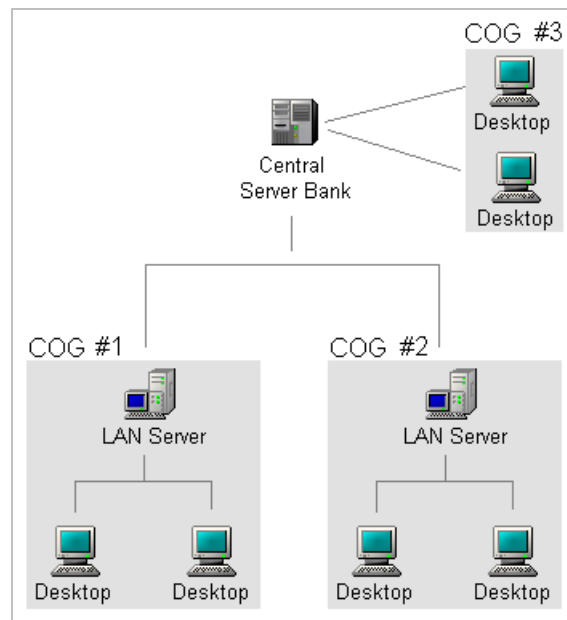 COG #3
Desktop
Desktop
Central
Server Bank
COG #1
LAN Server
Desktop
Desktop
COG #2
LAN Server
Desktop
Desktop